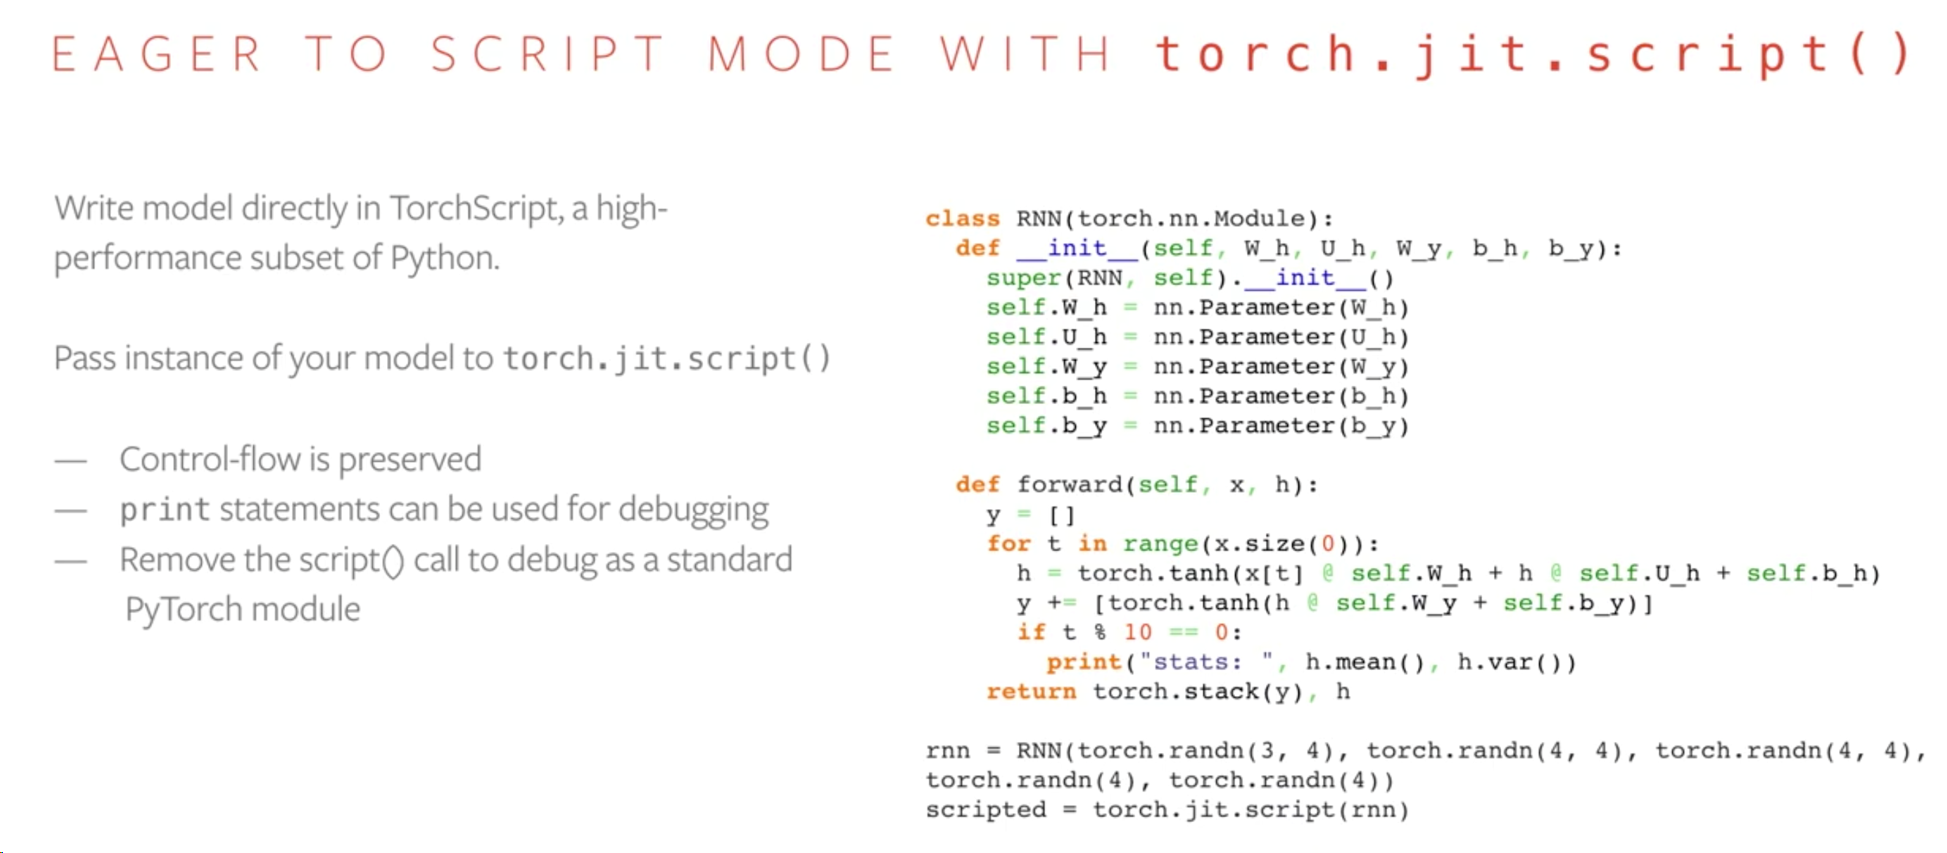 EAGER TO SCRIPT MODE WITH torch.jit.script()
Write model directly in TorchScript, a high-
performance subset of Python.
Pass instance of your model to torch.jit.script()
— Control-flow is preserved
— print statements can be used for debugging
— Remove the script() call to debug as a standard
PyTorch module
class RNN(torch.nn.Module):
  def __init__(self, W_h, U_h, W_y, b_h, b_y):
    super(RNN, self).__init__()
    self.W_h = nn.Parameter(W_h)
    self.U_h = nn.Parameter(U_h)
    self.W_y = nn.Parameter(W_y)
    self.b_h = nn.Parameter(b_h)
    self.b_y = nn.Parameter(b_y)
  def forward(self, x, h):
    y = []
    for t in range(x.size(0)):
      h = torch.tanh(x[t] @ self.W_h + h @ self.U_h + self.b_h)
      y += [torch.tanh(h @ self.W_y + self.b_y)]
      if t % 10 == 0:
        print("stats: ", h.mean(), h.var())
    return torch.stack(y), h
rnn = RNN(torch.randn(3, 4), torch.randn(4, 4), torch.randn(4, 4),
torch.randn(4), torch.randn(4))
scripted = torch.jit.script(rnn)